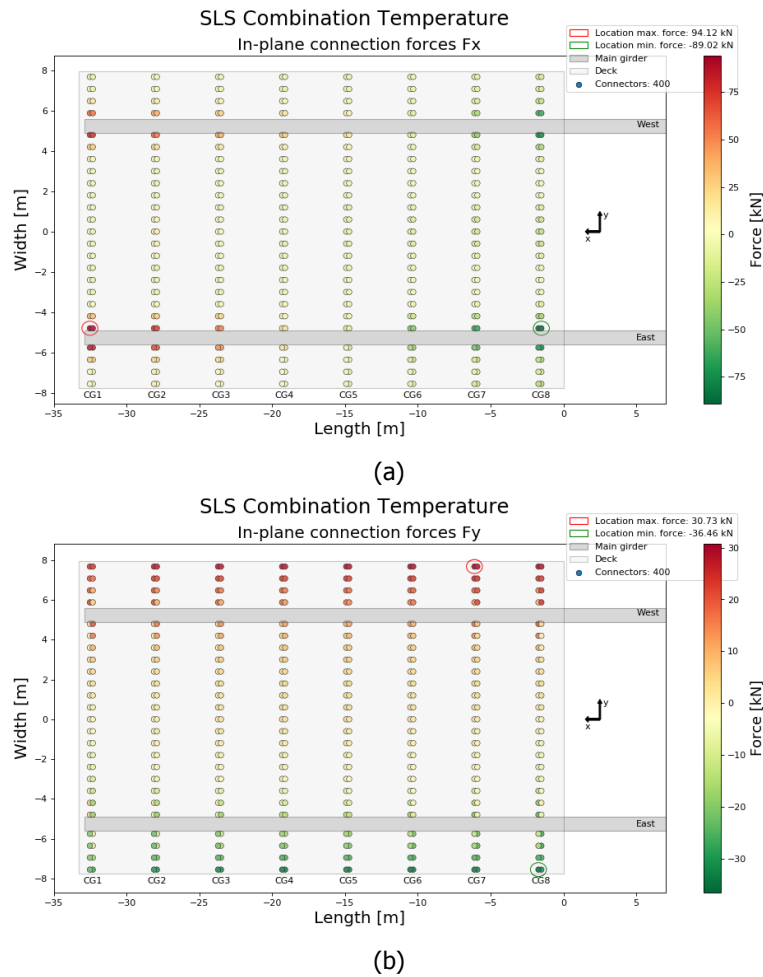 SLS Combination Temperature
In-plane connection forces Fx
Location max. force: 94.12 kN
Location min. force: -89.02 kN
Main girder
Deck
Connectors: 400
West
East
y
x
CG1 CG2 CG3 CG4 CG5 CG6 CG7 CG8
8
6
4
2
0
−2
−4
−6
−8
Width [m]
−35 −30 −25 −20 −15 −10 −5 0 5
Length [m]
75
50
25
0
−25
−50
−75
Force [kN]
(a)
SLS Combination Temperature
In-plane connection forces Fy
Location max. force: 30.73 kN
Location min. force: -36.46 kN
Main girder
Deck
Connectors: 400
West
East
y
x
CG1 CG2 CG3 CG4 CG5 CG6 CG7 CG8
8
6
4
2
0
−2
−4
−6
−8
Width [m]
−35 −30 −25 −20 −15 −10 −5 0 5
Length [m]
30
20
10
0
−10
−20
−30
Force [kN]
(b)